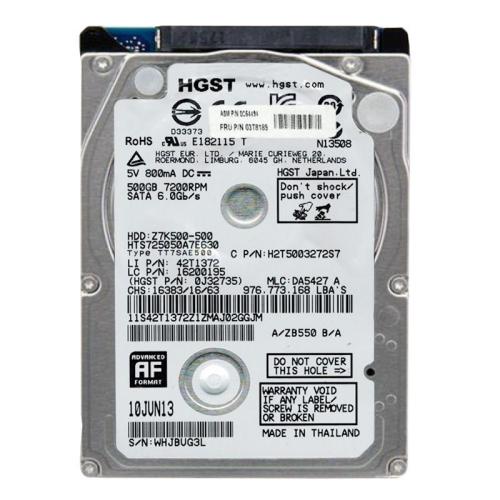 HGST www.hgst.com
ASM P/N
FRU P/N
D33373
N13508
RoHS E182115 T
HGST EUR. LTD. / MARIE CURIEWEG 20,
ROERMOND, LIMBURG, 6045 GH, NETHERLANDS
5V 800mA DC
HGST Japan.Ltd.
500GB 7200RPM
SATA 6.0Gb/s
Don't shock/
push cover
HDD:Z7K500-500
HTS725050A7E630
Type TT7SAE500
C P/N:H2T5003272S7
LI P/N: 42T1372
LC P/N: 16200195
(HGST P/N: 0J32735)
MLC:DA5427 A
CHS:16383/16/63
976.773.168 LBA'S
11S42T1372Z1ZMAJ02GGJM
A/ZB550 B/A
ADVANCED
AF
FORMAT
DO NOT COVER
THIS HOLE ==>
10JUN13
WARRANTY VOID
IF ANY LABEL/
SCREW IS REMOVED
OR BROKEN
MADE IN THAILAND
S/N:WHJBVG3L